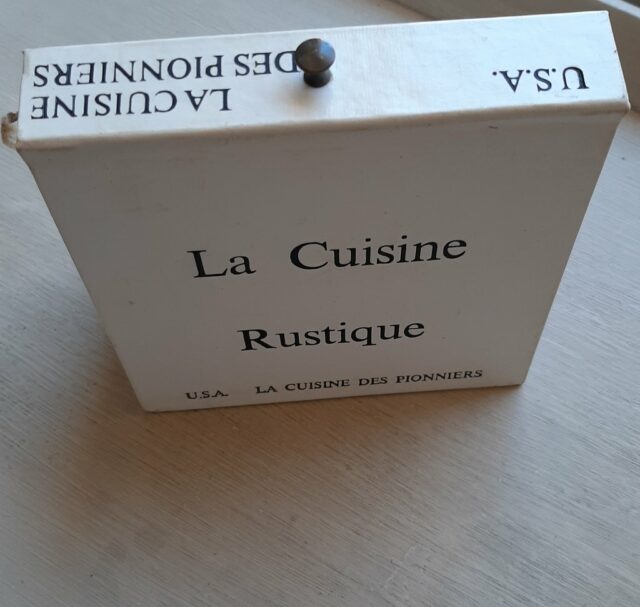 U.S.A.
LA CUISINE
DES PIONNIERS
La Cuisine
Rustique
U.S.A. LA CUISINE DES PIONNIERS